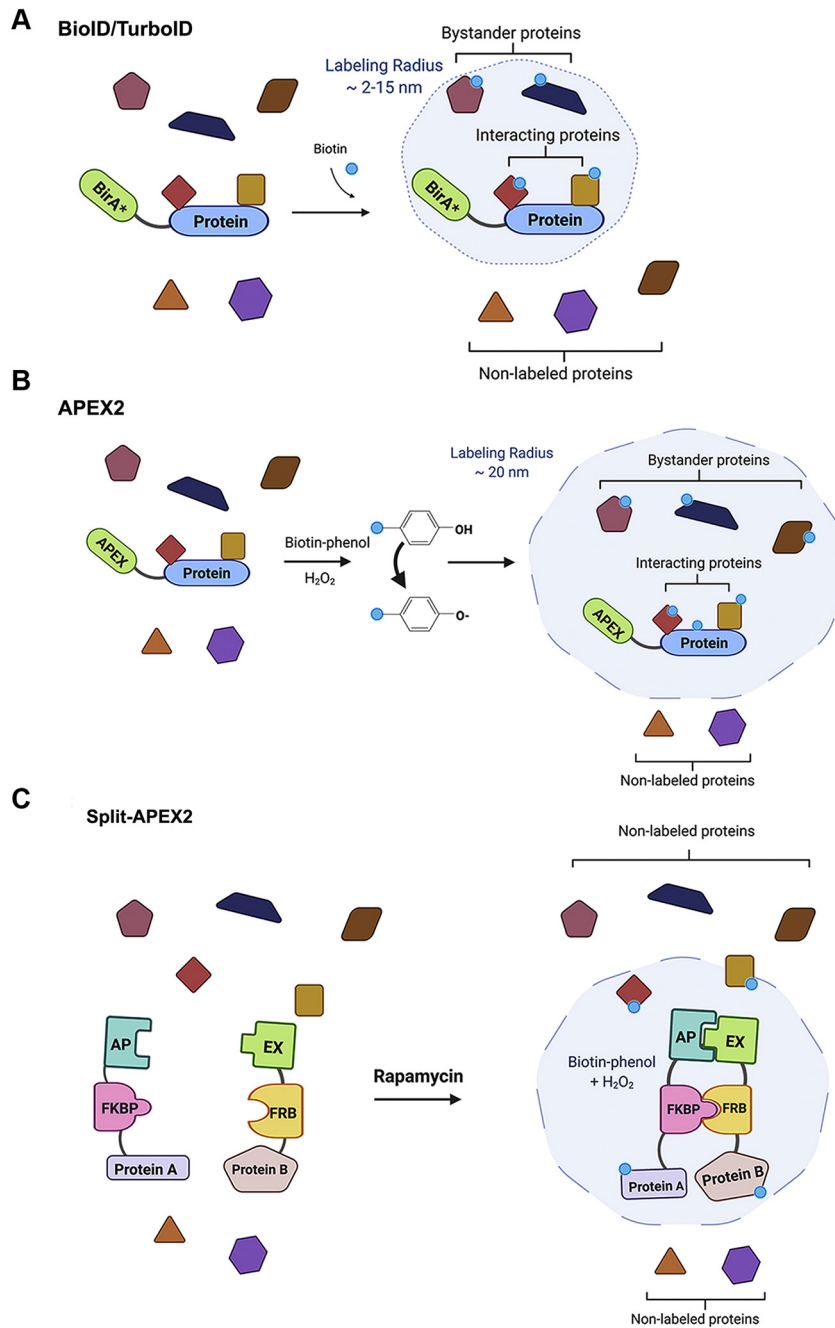 A
BioID/TurboID
Bystander proteins
Labeling Radius
~ 2-15 nm
Interacting proteins
Biotin
BirA*
Protein
BirA*
Protein
Non-labeled proteins
B
APEX2
Labeling Radius
~ 20 nm
Bystander proteins
Biotin-phenol
H₂O₂
OH
O-
Interacting proteins
APEX
Protein
APEX
Protein
Non-labeled proteins
C
Split-APEX2
Non-labeled proteins
AP
EX
FKBP
FRB
Protein A
Protein B
Rapamycin
Biotin-phenol
+ H₂O₂
AP
EX
FKBP
FRB
Protein A
Protein B
Non-labeled proteins